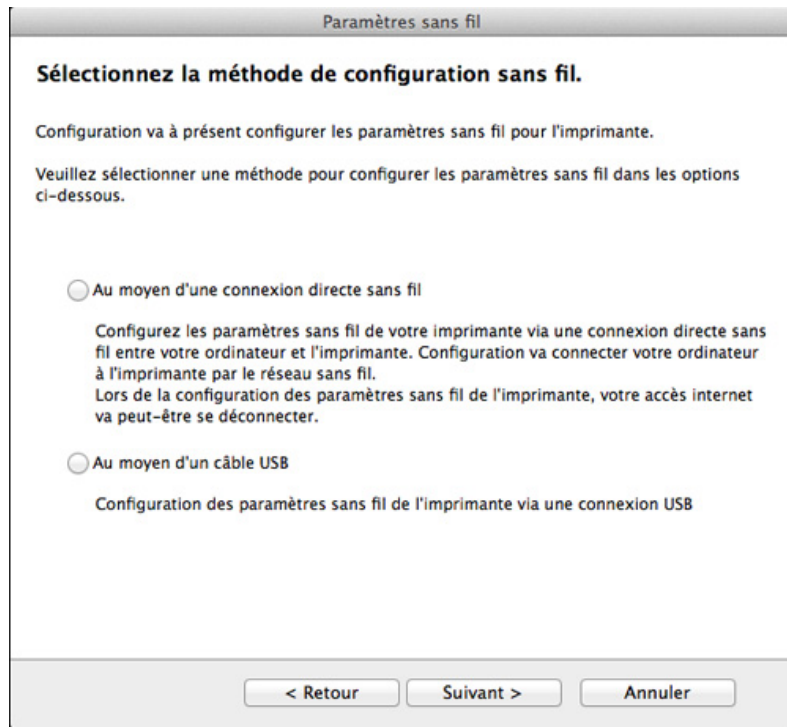 Paramètres sans fil
Sélectionnez la méthode de configuration sans fil.
Configuration va à présent configurer les paramètres sans fil pour l'imprimante.
Veuillez sélectionner une méthode pour configurer les paramètres sans fil dans les options
ci-dessous.
Au moyen d'une connexion directe sans fil
Configurez les paramètres sans fil de votre imprimante via une connexion directe sans
fil entre votre ordinateur et l'imprimante. Configuration va connecter votre ordinateur
à l'imprimante par le réseau sans fil.
Lors de la configuration des paramètres sans fil de l'imprimante, votre accès internet
va peut-être se déconnecter.
Au moyen d'un câble USB
Configuration des paramètres sans fil de l'imprimante via une connexion USB
< Retour
Suivant >
Annuler